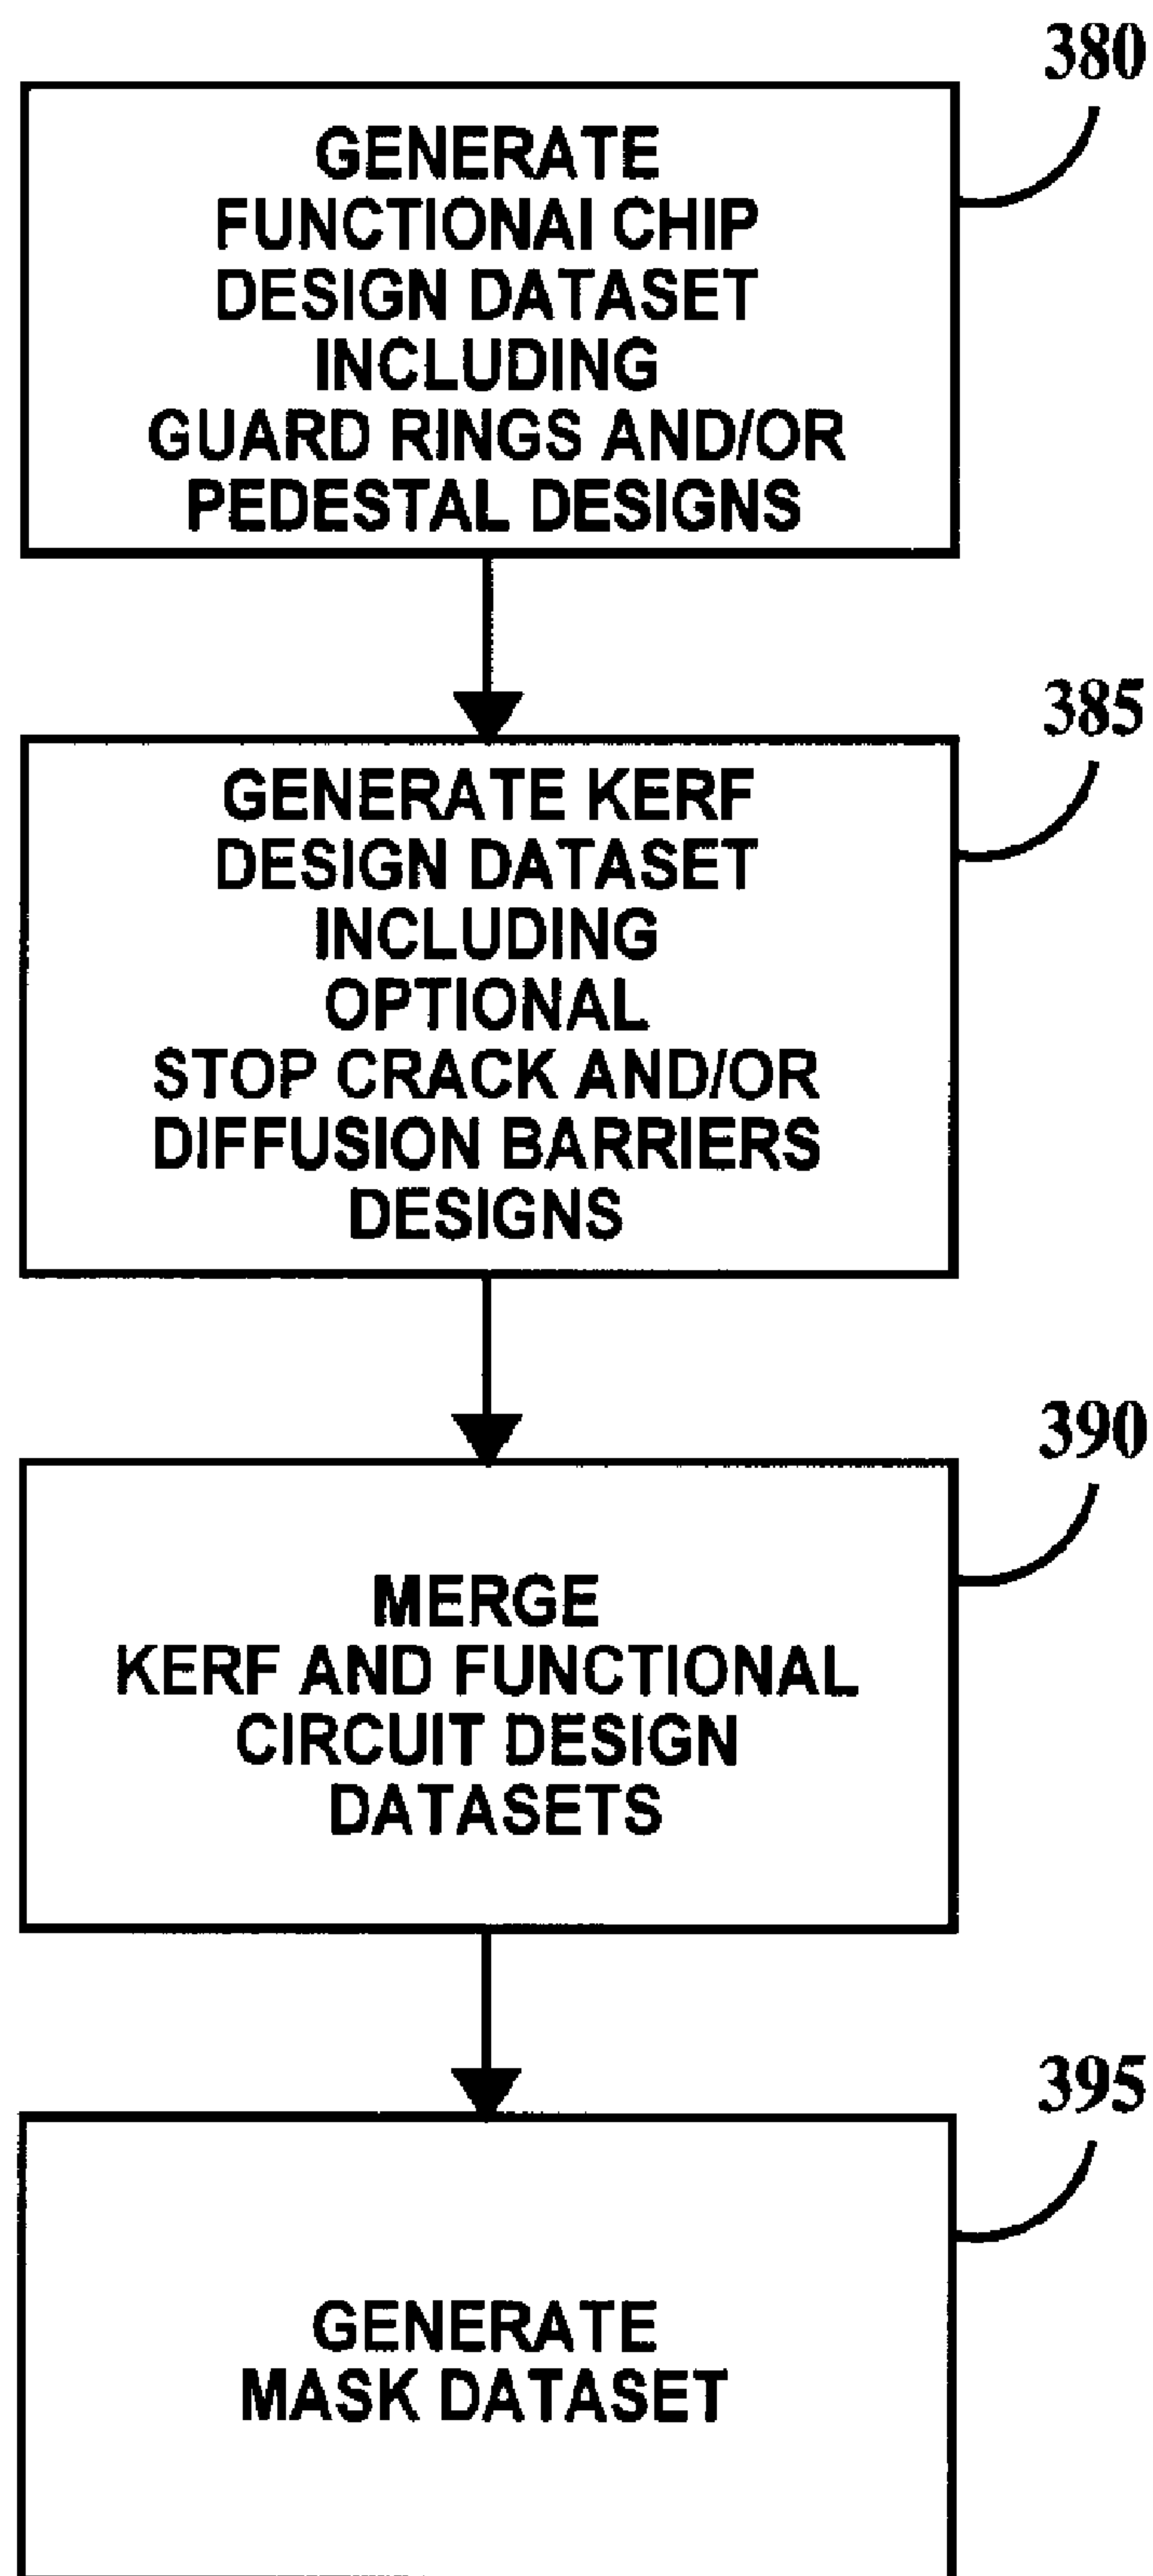 380
GENERATE
FUNCTIONAI CHIP
DESIGN DATASET
INCLUDING
GUARD RINGS AND/OR
PEDESTAL DESIGNS
385
GENERATE KERF
DESIGN DATASET
INCLUDING
OPTIONAL
STOP CRACK AND/OR
DIFFUSION BARRIERS
DESIGNS
390
MERGE
KERF AND FUNCTIONAL
CIRCUIT DESIGN
DATASETS
395
GENERATE
MASK DATASET